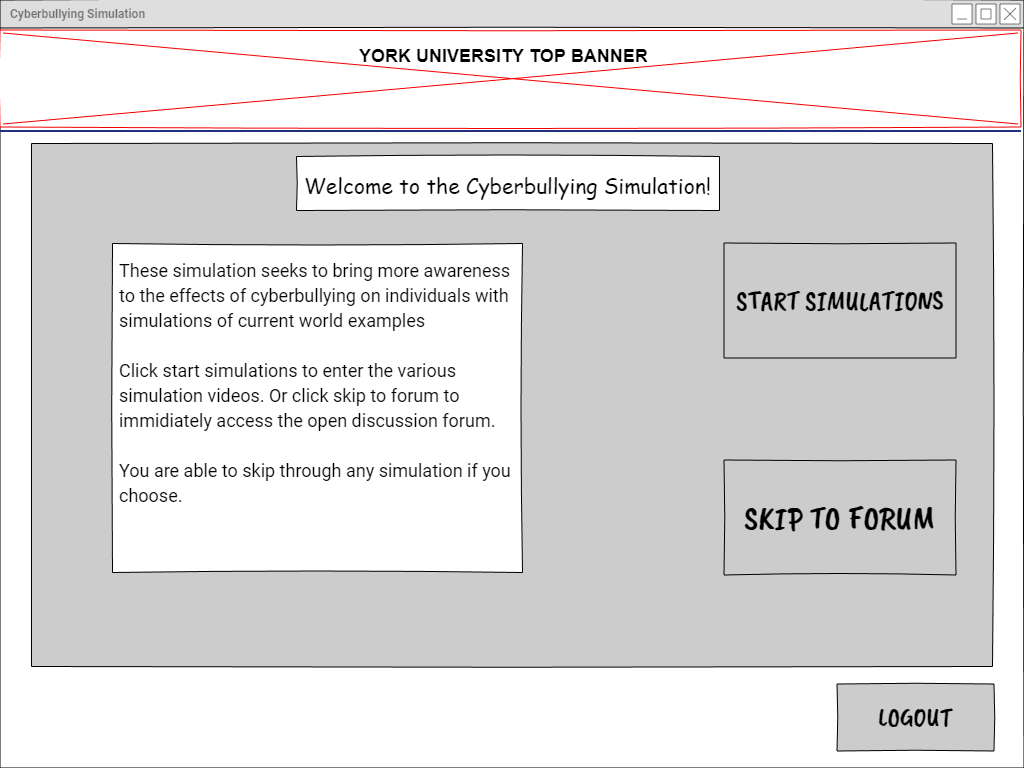 Cyberbullying Simulation
YORK UNIVERSITY TOP BANNER
Welcome to the Cyberbullying Simulation!
These simulation seeks to bring more awareness
to the effects of cyberbullying on individuals with
simulations of current world examples
Click start simulations to enter the various
simulation videos. Or click skip to forum to
immidiately access the open discussion forum.
You are able to skip through any simulation if you
choose.
START SIMULATIONS
SKIP TO FORUM
LOGOUT